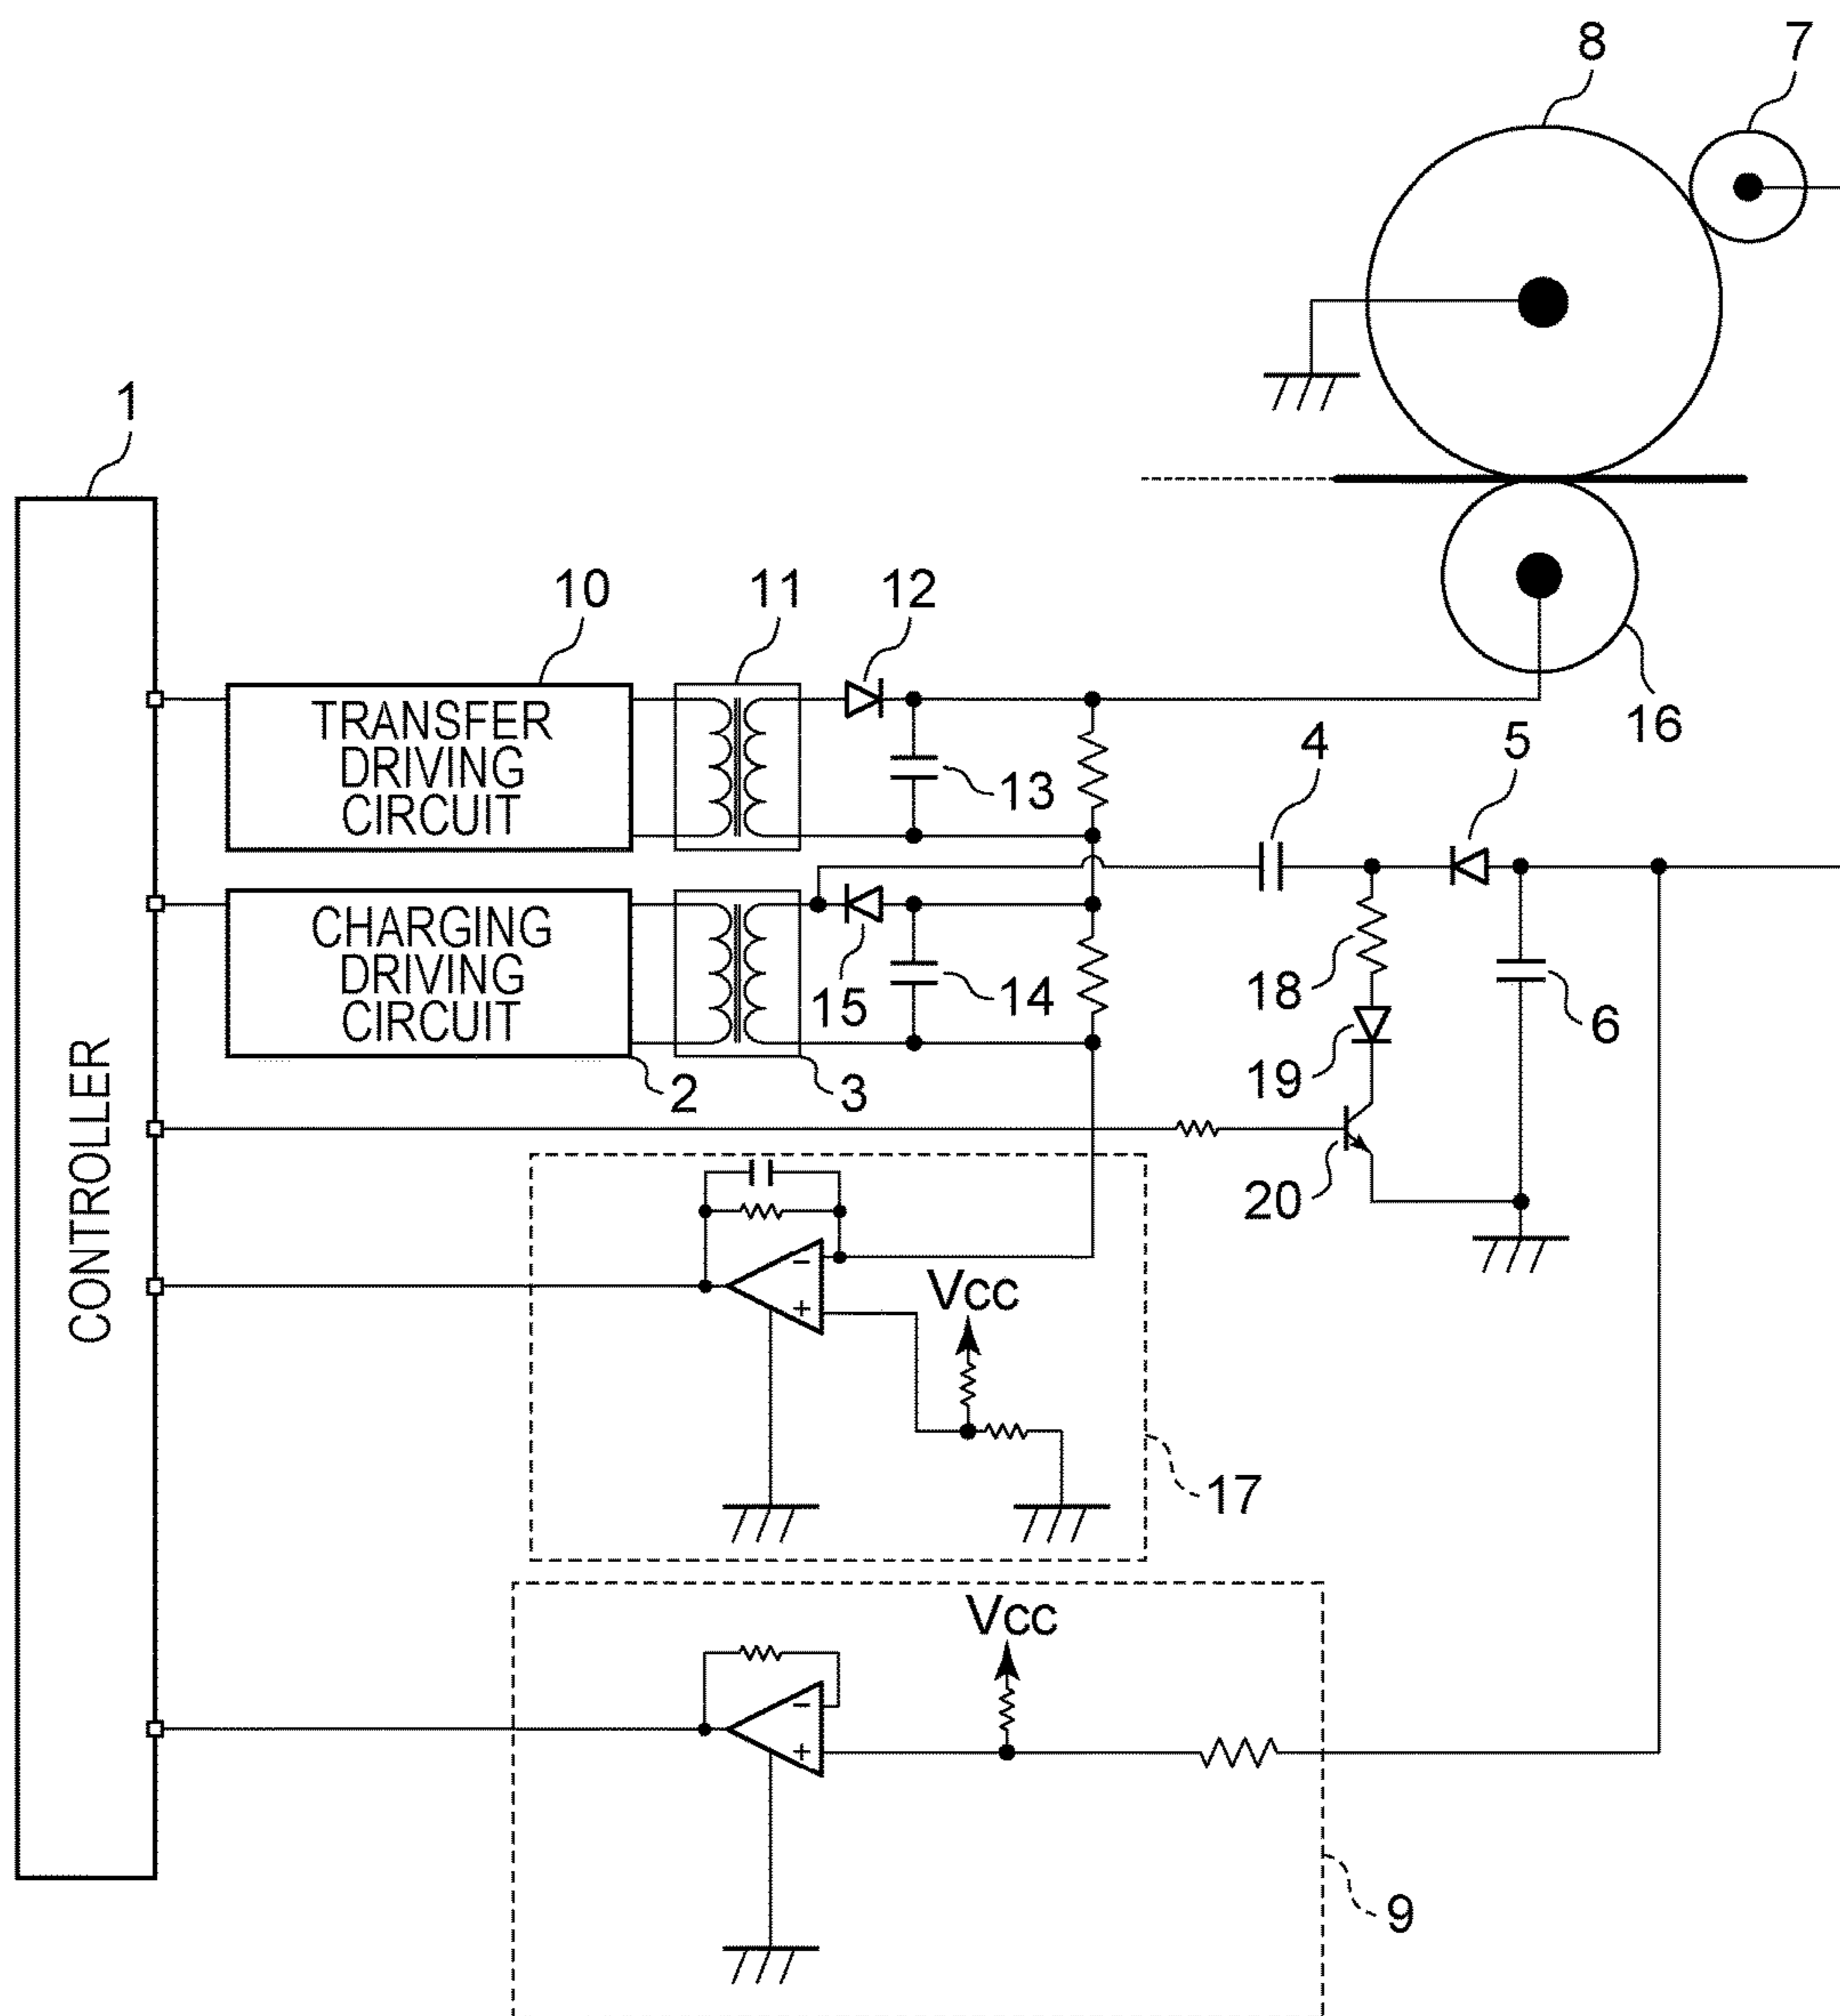 8
7
1
10
11
12
TRANSFER
DRIVING
CIRCUIT
13
16
4
5
CHARGING
DRIVING
CIRCUIT
15
14
18
6
2
3
19
20
CONTROLLER
−
+
VCC
17
VCC
−
+
9